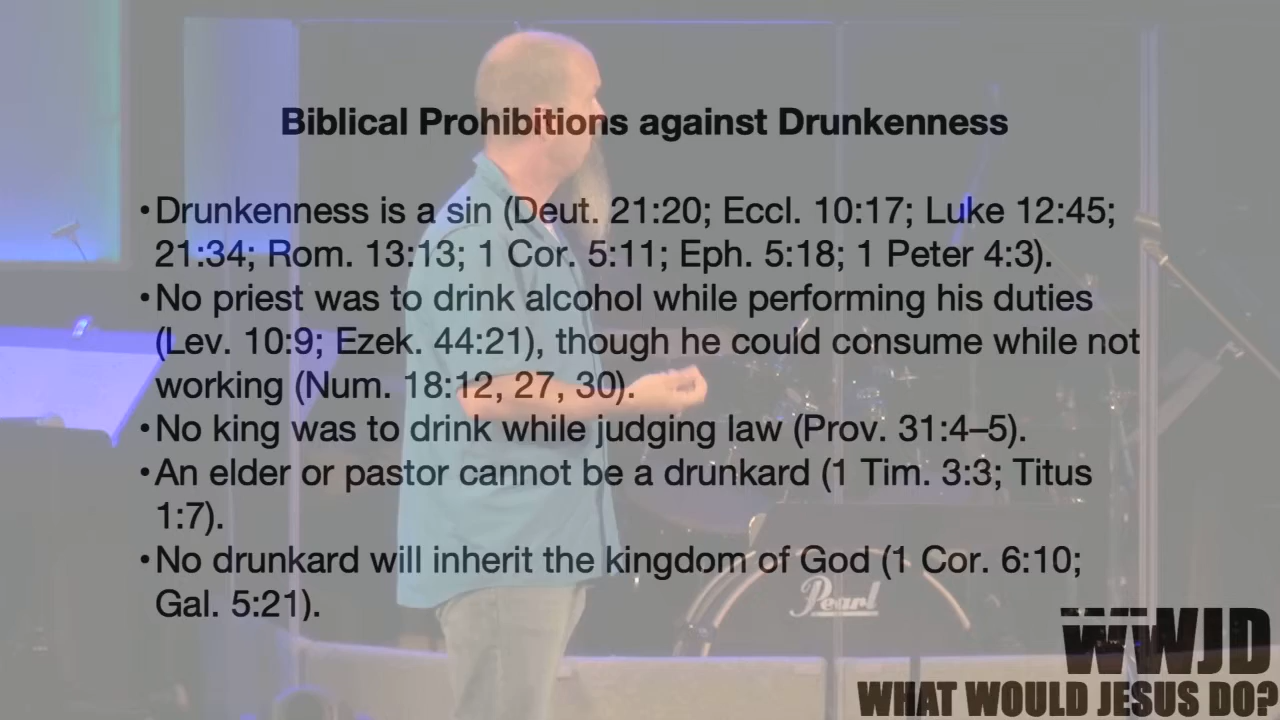 Biblical Prohibitions against Drunkenness
•Drunkenness is a sin (Deut. 21:20; Eccl. 10:17; Luke 12:45;
21:34; Rom. 13:13; 1 Cor. 5:11; Eph. 5:18; 1 Peter 4:3).
•No priest was to drink alcohol while performing his duties
(Lev. 10:9; Ezek. 44:21), though he could consume while not
working (Num. 18:12, 27, 30).
•No king was to drink while judging law (Prov. 31:4–5).
•An elder or pastor cannot be a drunkard (1 Tim. 3:3; Titus
1:7).
•No drunkard will inherit the kingdom of God (1 Cor. 6:10;
Gal. 5:21).
Pearl
WWJD
WHAT WOULD JESUS DO?